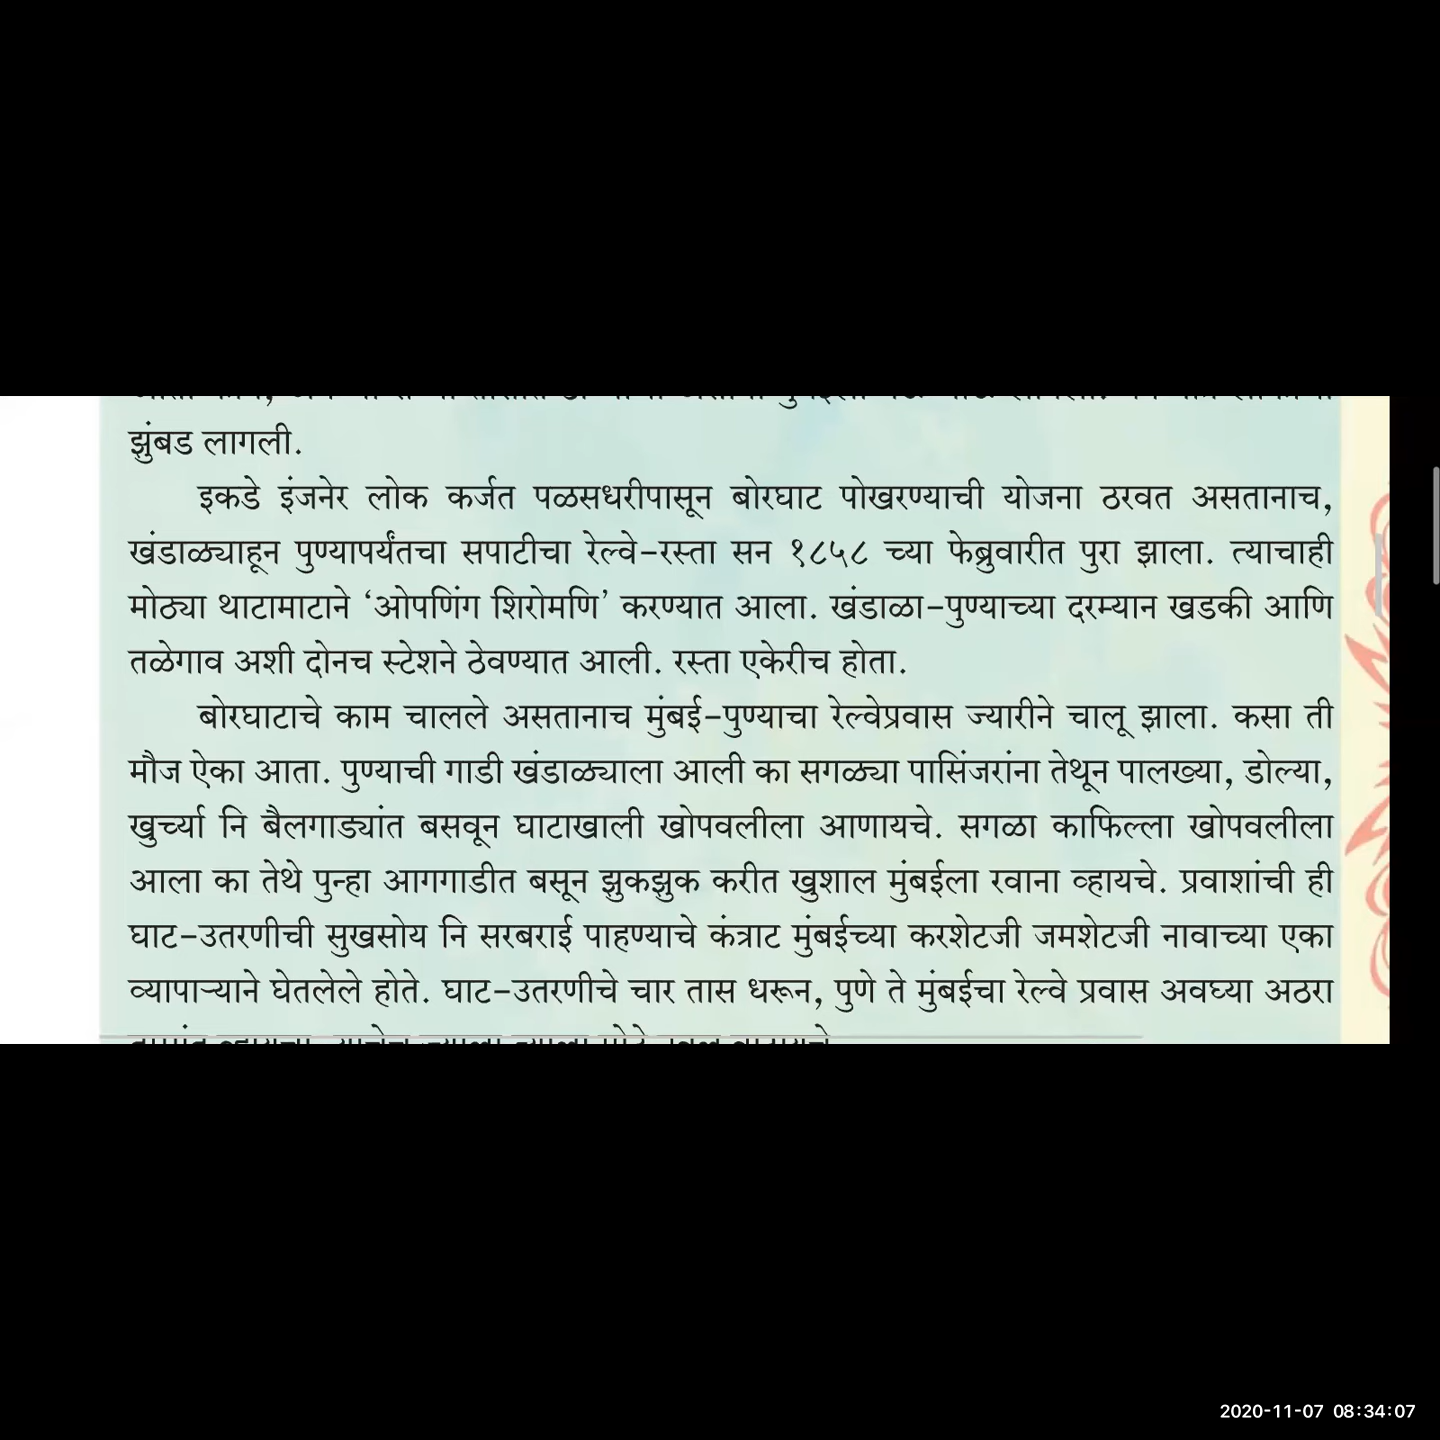 झुंबड लागली.
इकडे इंजनेर लोक कर्जत पळसधरीपासून बोरघाट पोखरण्याची योजना ठरवत असतानाच,
खंडाळ्याहून पुण्यापर्यंतचा सपाटीचा रेल्वे-रस्ता सन १८५८ च्या फेब्रुवारीत पुरा झाला. त्याचाही
मोठ्या थाटामाटाने ‘ओपणिंग शिरोमणि’ करण्यात आला. खंडाळा-पुण्याच्या दरम्यान खडकी आणि
तळेगाव अशी दोनच स्टेशने ठेवण्यात आली. रस्ता एकेरीच होता.
बोरघाटाचे काम चालले असतानाच मुंबई-पुण्याचा रेल्वेप्रवास ज्यारीने चालू झाला. कसा ती
मौज ऐका आता. पुण्याची गाडी खंडाळ्याला आली का सगळ्या पासिंजरांना तेथून पालख्या, डोल्या,
खुर्च्या नि बैलगाड्यांत बसवून घाटाखाली खोपवलीला आणायचे. सगळा काफिल्ला खोपवलीला
आला का तेथे पुन्हा आगगाडीत बसून झुकझुक करीत खुशाल मुंबईला रवाना व्हायचे. प्रवाशांची ही
घाट-उतरणीची सुखसोय नि सरबराई पाहण्याचे कंत्राट मुंबईच्या करशेटजी जमशेटजी नावाच्या एका
व्यापाऱ्याने घेतलेले होते. घाट-उतरणीचे चार तास धरून, पुणे ते मुंबईचा रेल्वे प्रवास अवघ्या अठरा
2020-11-07 08:34:07